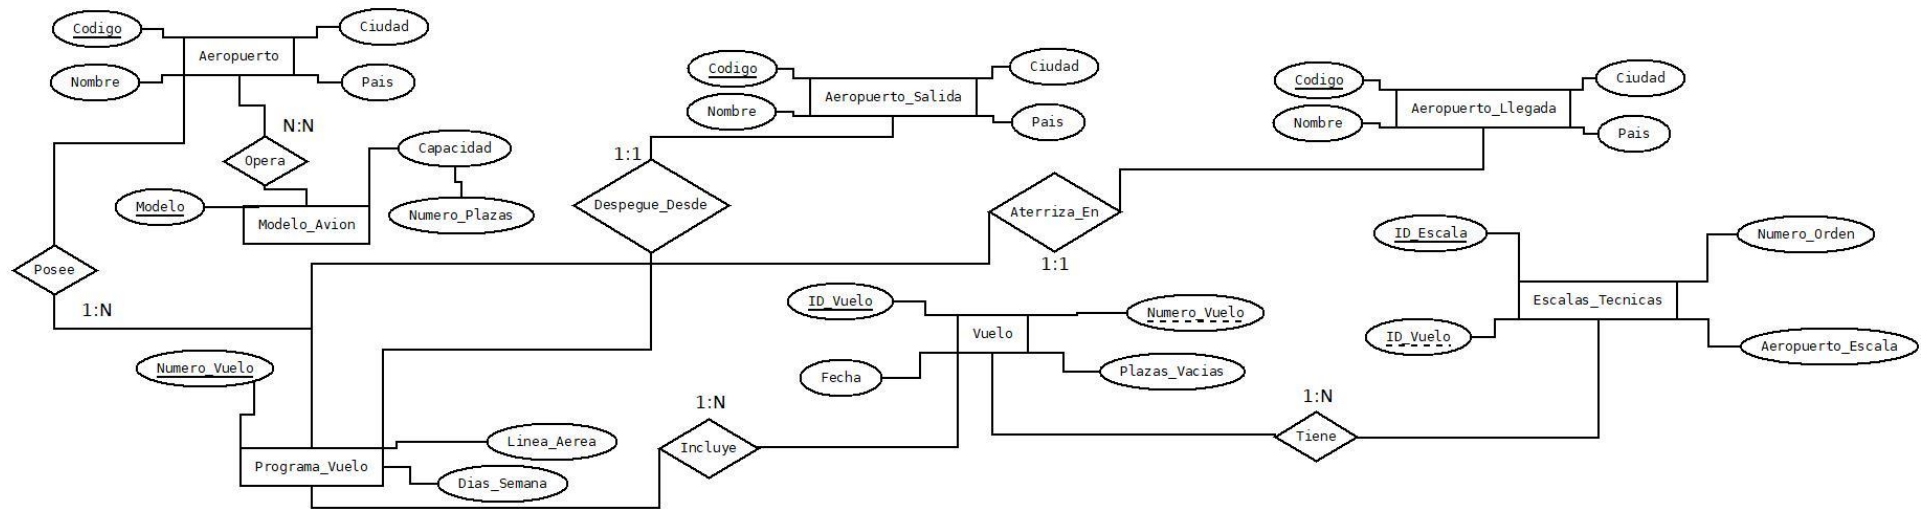 Codigo
Ciudad
Aeropuerto
Nombre
Pais
N:N
Opera
Capacidad
Modelo
Numero_Plazas
Modelo_Avion
Posee
1:N
Codigo
Ciudad
Aeropuerto_Salida
Nombre
Pais
1:1
Despegue_Desde
Codigo
Ciudad
Aeropuerto_Llegada
Nombre
Pais
Aterriza_En
1:1
ID_Escala
Numero_Orden
Escalas_Tecnicas
ID_Vuelo
Aeropuerto_Escala
ID_Vuelo
Numero_Vuelo
Vuelo
Fecha
Plazas_Vacias
Numero_Vuelo
Linea_Aerea
Programa_Vuelo
Dias_Semana
1:N
Incluye
1:N
Tiene